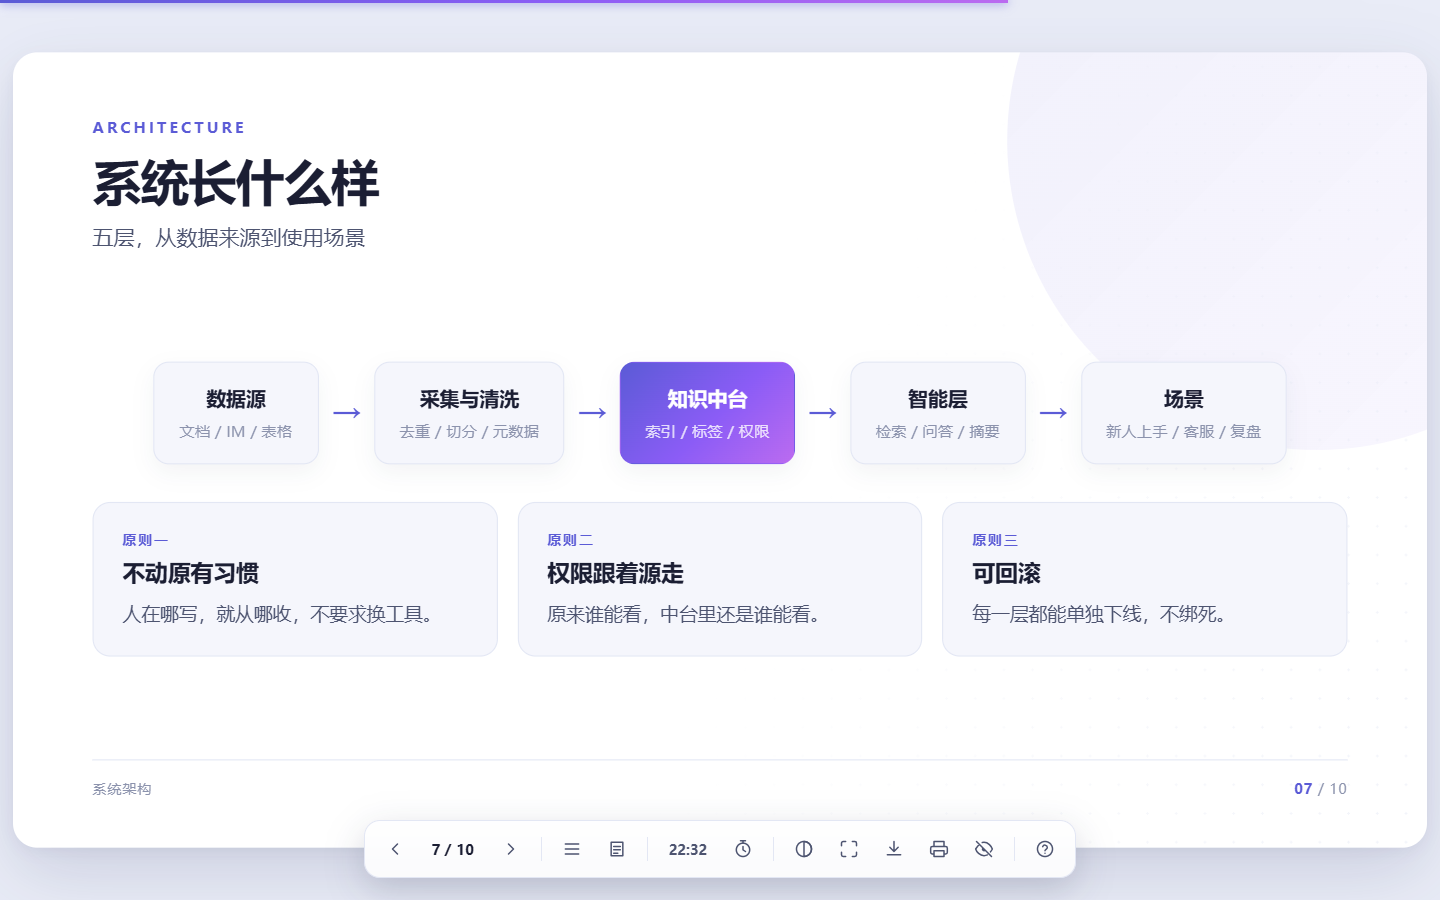 ARCHITECTURE
系统长什么样
五层，从数据来源到使用场景
数据源
文档 / IM / 表格
→
采集与清洗
去重 / 切分 / 元数据
→
知识中台
索引 / 标签 / 权限
→
智能层
检索 / 问答 / 摘要
→
场景
新人上手 / 客服 / 复盘
原则一
不动原有习惯
人在哪写，就从哪收，不要求换工具。
原则二
权限跟着源走
原来谁能看，中台里还是谁能看。
原则三
可回滚
每一层都能单独下线，不绑死。
系统架构
07 / 10
7 / 10
22:32